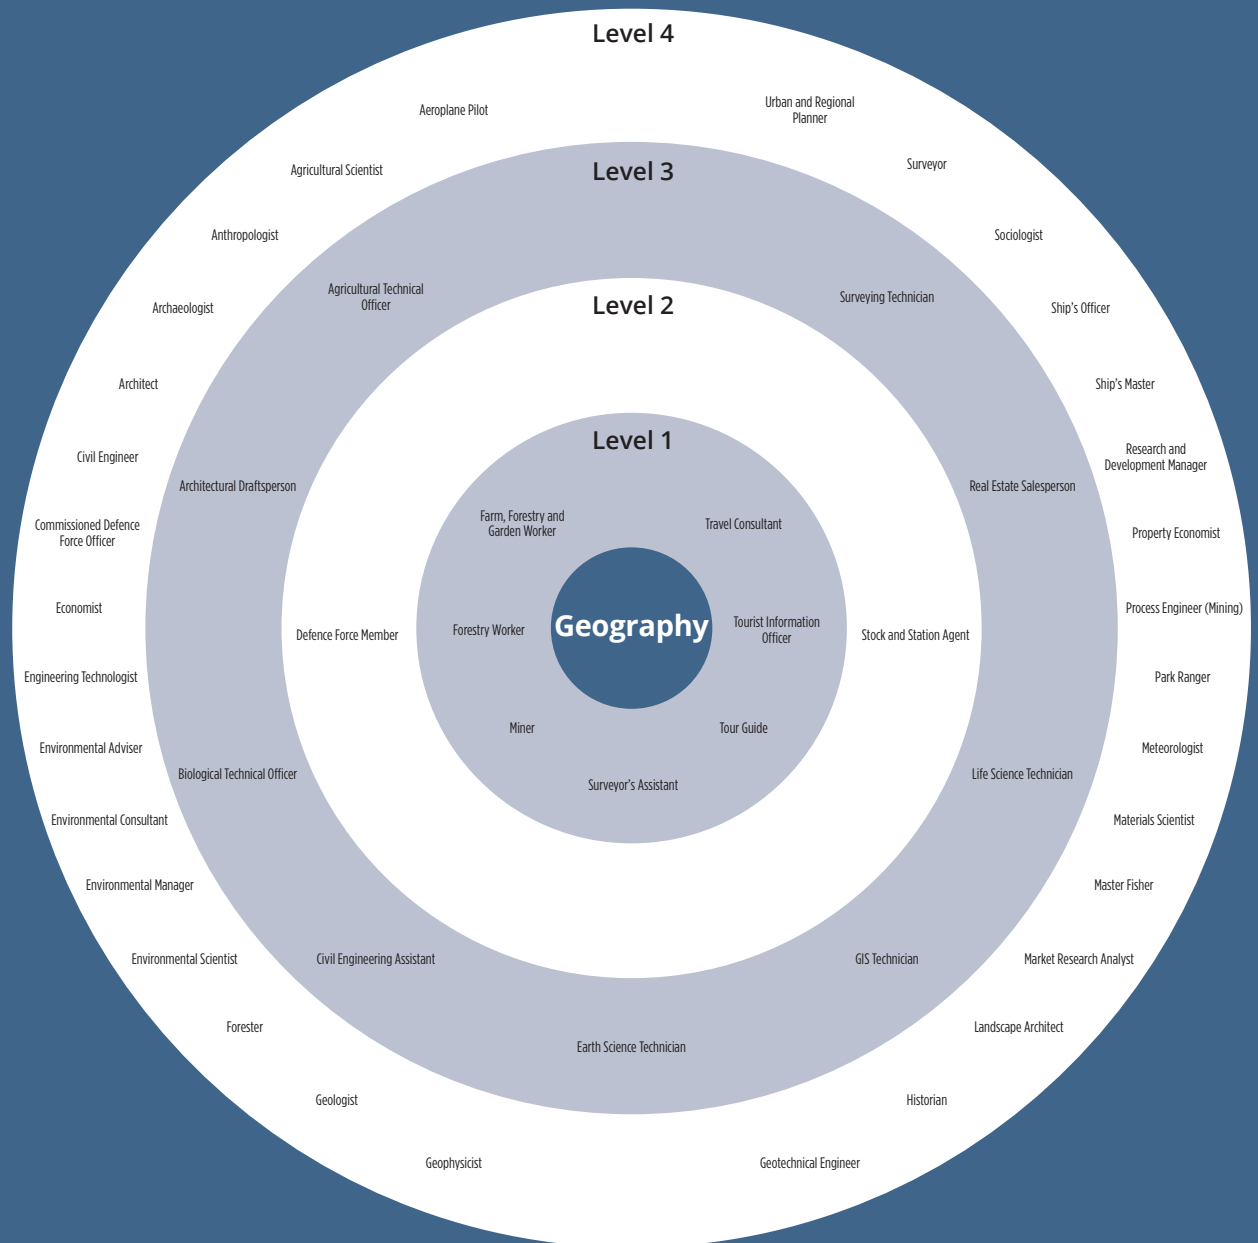 Level 4
Aeroplane Pilot
Urban and Regional
Planner
Agricultural Scientist
Surveyor
Anthropologist
Sociologist
Archaeologist
Ship's Officer
Architect
Ship's Master
Civil Engineer
Research and
Development Manager
Commissioned Defence
Force Officer
Property Economist
Economist
Process Engineer (Mining)
Engineering Technologist
Park Ranger
Environmental Adviser
Meteorologist
Environmental Consultant
Materials Scientist
Environmental Manager
Master Fisher
Environmental Scientist
Market Research Analyst
Forester
Landscape Architect
Geologist
Historian
Geophysicist
Geotechnical Engineer
Level 3
Agricultural Technical
Officer
Surveying Technician
Architectural Draftsperson
Real Estate Salesperson
Biological Technical Officer
Life Science Technician
Civil Engineering Assistant
GIS Technician
Earth Science Technician
Level 2
Defence Force Member
Stock and Station Agent
Level 1
Farm, Forestry and
Garden Worker
Travel Consultant
Forestry Worker
Tourist Information
Officer
Miner
Tour Guide
Surveyor's Assistant
Geography